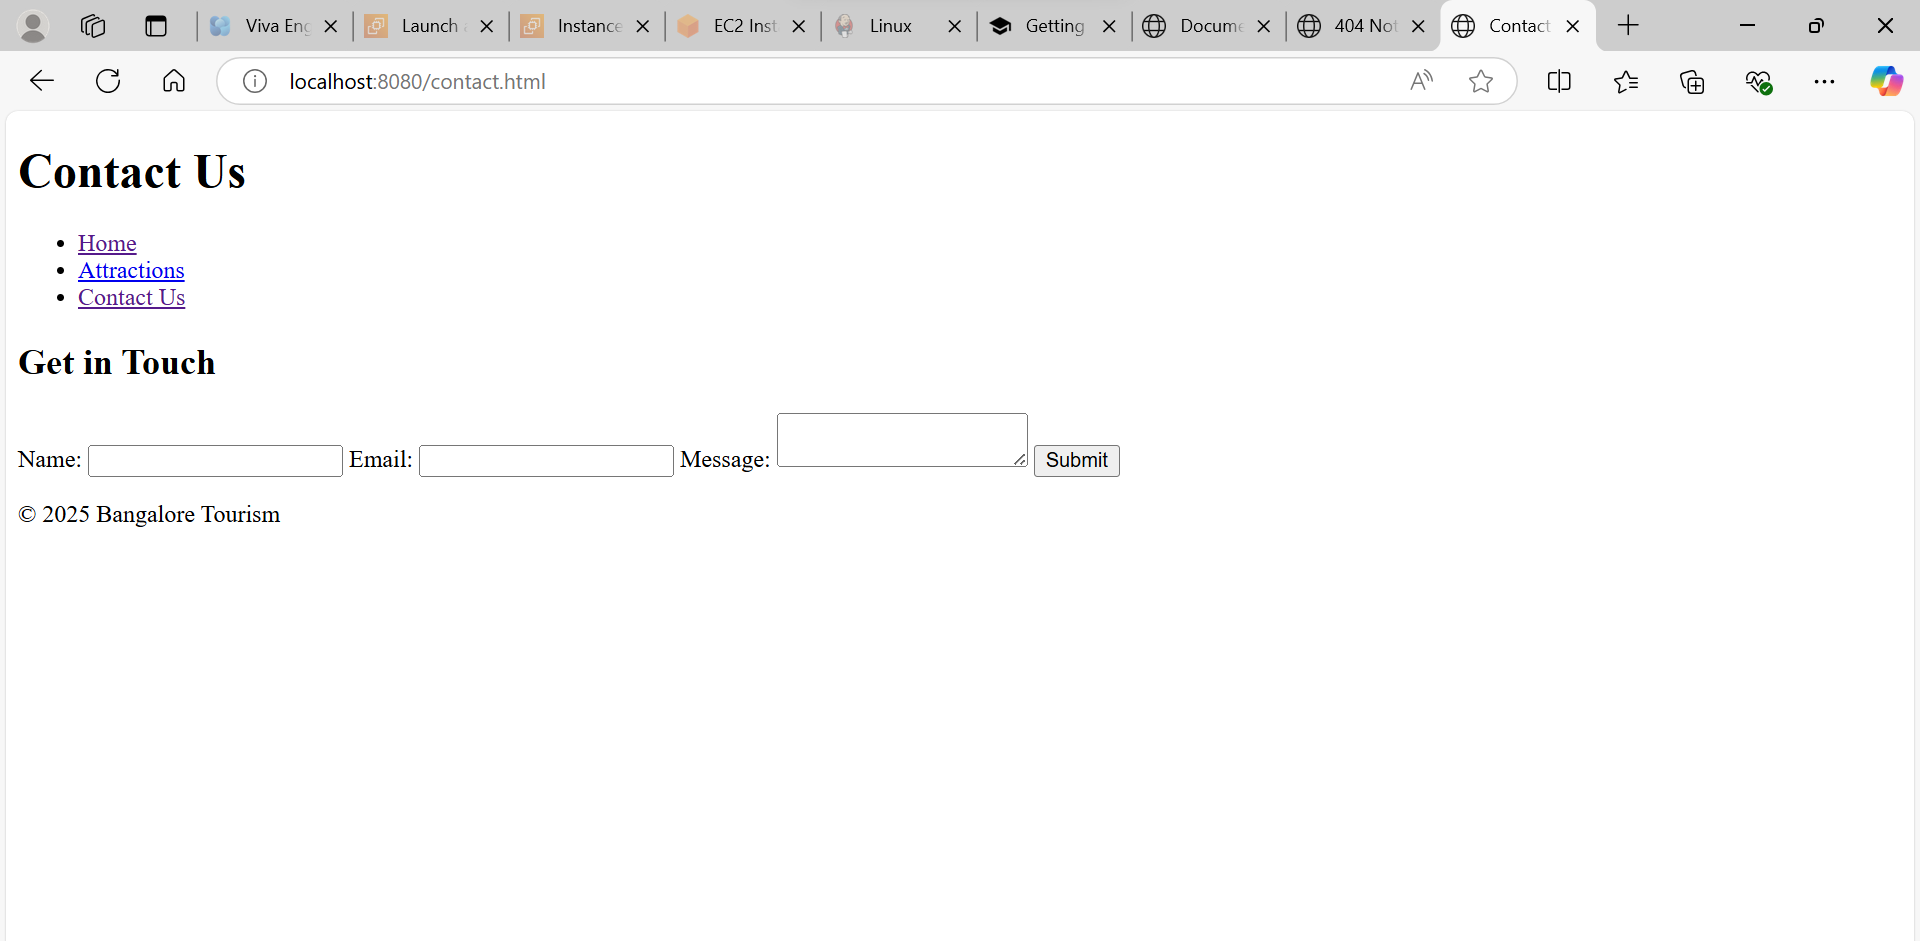 Viva Eng
Launch
Instance
EC2 Inst
Linux
Getting
Docume
404 Not
Contact
localhost:8080/contact.html
Contact Us
Home
Attractions
Contact Us
Get in Touch
Name: Email: Message: Submit
© 2025 Bangalore Tourism